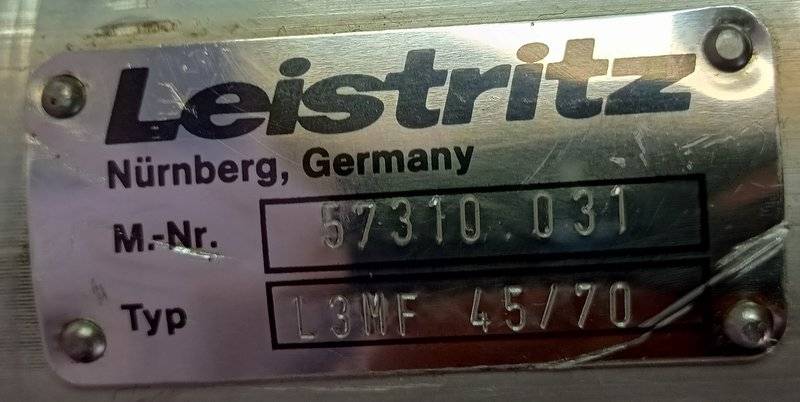 Leistritz
Nürnberg, Germany
M.-Nr. 57310.031
Typ L3MF 45/70